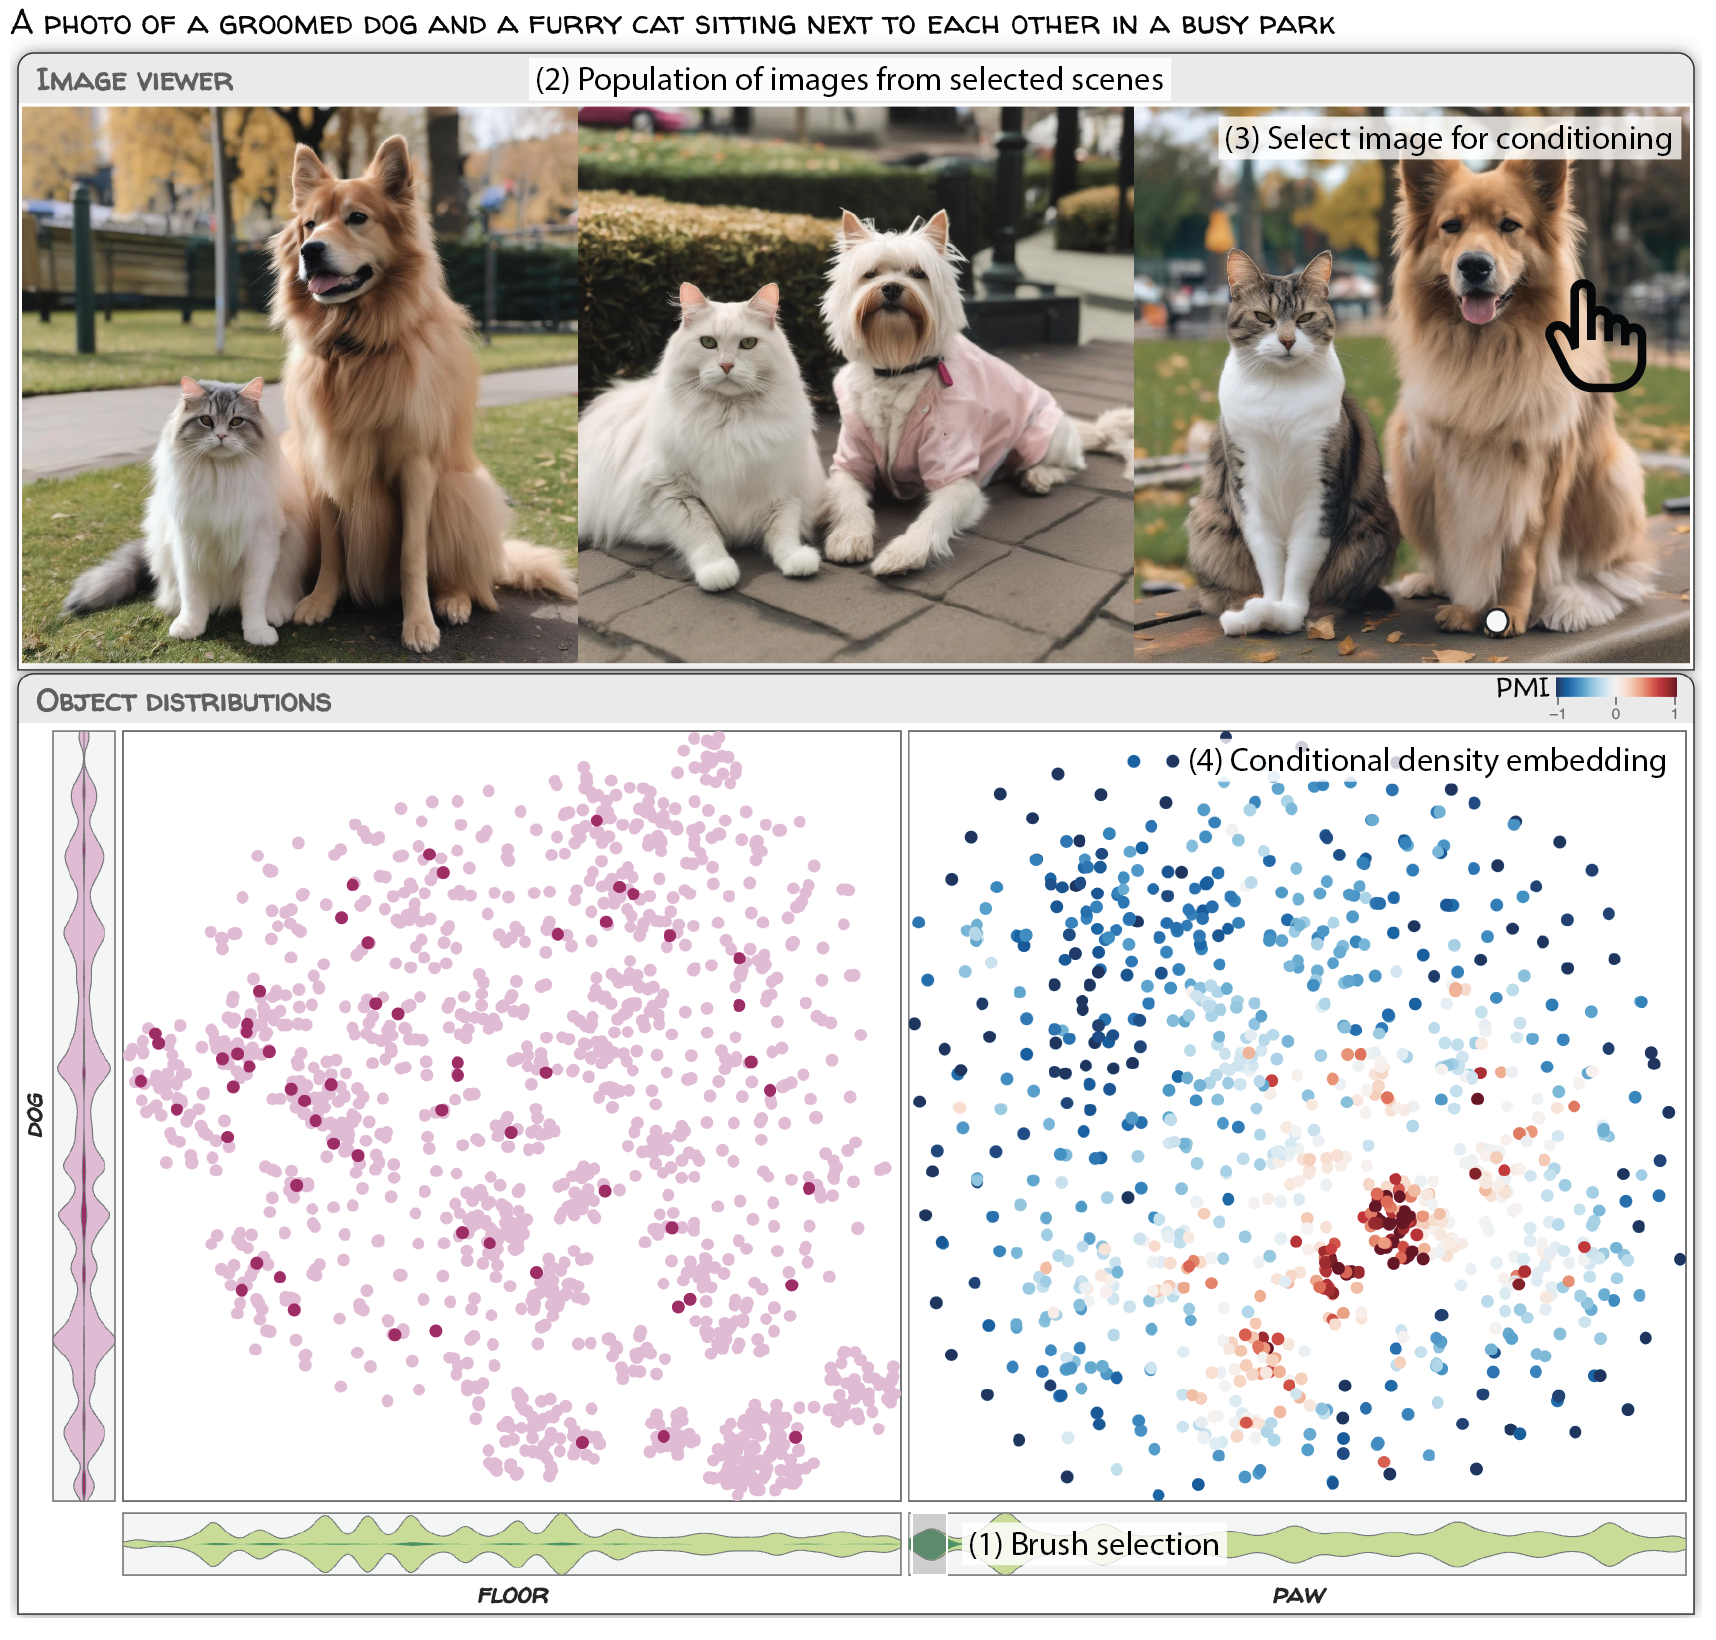 A PHOTO OF A GROOMED DOG AND A FURRY CAT SITTING NEXT TO EACH OTHER IN A BUSY PARK
IMAGE VIEWER
(2) Population of images from selected scenes
(3) Select image for conditioning
OBJECT DISTRIBUTIONS
PMI
−1 0 1
(4) Conditional density embedding
DOG
(1) Brush selection
FLOOR
PAW